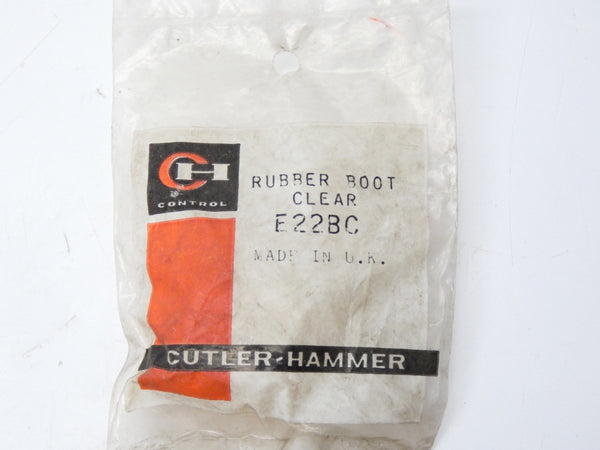 CH
CONTROL
RUBBER BOOT
CLEAR
E22BC
MADE IN U.K.
CUTLER-HAMMER